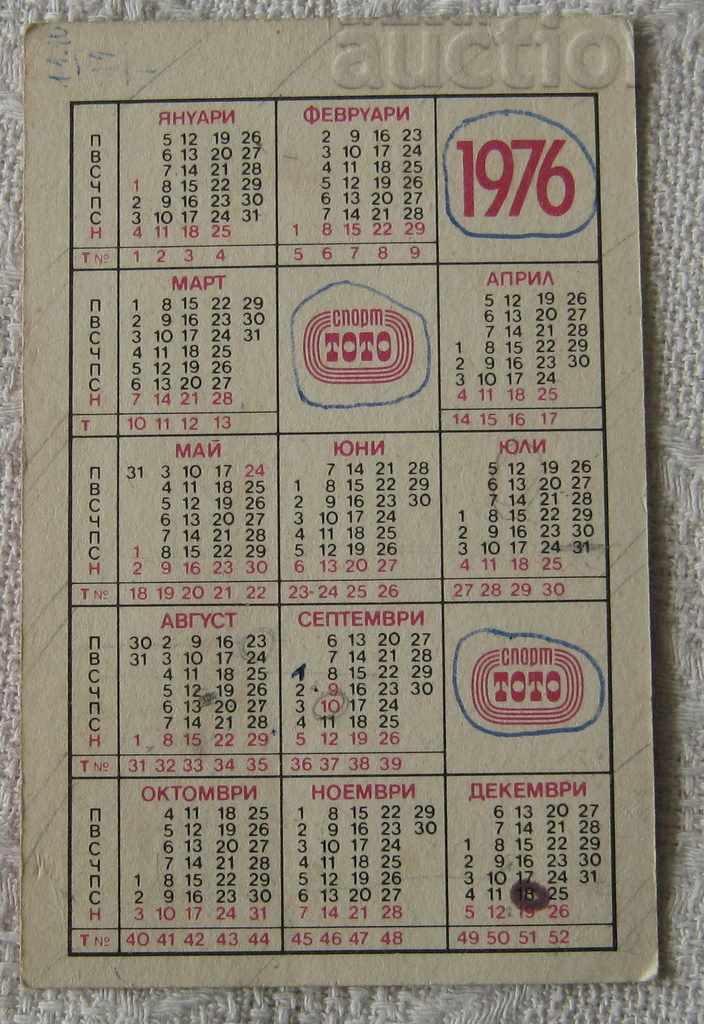 auctio
ЯНУАРИ ФЕВРУАРИ 1976
П 5 12 19 26 2 9 16 23
В 6 13 20 27 3 10 17 24
С 7 14 21 28 4 11 18 25
Ч 1 8 15 22 29 5 12 19 26
П 2 9 16 23 30 6 13 20 27
С 3 10 17 24 31 7 14 21 28
Н 4 11 18 25 1 8 15 22 29
Т № 1 2 3 4 5 6 7 8 9
МАРТ спорт ТОТО АПРИЛ
П 1 8 15 22 29 5 12 19 26
В 2 9 16 23 30 6 13 20 27
С 3 10 17 24 31 7 14 21 28
Ч 4 11 18 25 1 8 15 22 29
П 5 12 19 26 2 9 16 23 30
С 6 13 20 27 3 10 17 24
Н 7 14 21 28 4 11 18 25
Т 10 11 12 13 14 15 16 17
МАЙ ЮНИ ЮЛИ
П 31 3 10 17 24 7 14 21 28 5 12 19 26
В 4 11 18 25 1 8 15 22 29 6 13 20 27
С 5 12 19 26 2 9 16 23 30 7 14 21 28
Ч 6 13 20 27 3 10 17 24 1 8 15 22 29
П 7 14 21 28 4 11 18 25 2 9 16 23 30
С 1 8 15 22 29 5 12 19 26 3 10 17 24 31
Н 2 9 16 23 30 6 13 20 27 4 11 18 25
Т № 18 19 20 21 22 23 24 25 26 27 28 29 30
АВГУСТ СЕПТЕМВРИ спорт ТОТО
П 30 2 9 16 23 6 13 20 27
В 31 3 10 17 24 7 14 21 28
С 4 11 18 25 1 8 15 22 29
Ч 5 12 19 26 2 9 16 23 30
П 6 13 20 27 3 10 17 24
С 7 14 21 28 4 11 18 25
Н 1 8 15 22 29 5 12 19 26
Т № 31 32 33 34 35 36 37 38 39
ОКТОМВРИ НОЕМВРИ ДЕКЕМВРИ
П 4 11 18 25 1 8 15 22 29 6 13 20 27
В 5 12 19 26 2 9 16 23 30 7 14 21 28
С 6 13 20 27 3 10 17 24 1 8 15 22 29
Ч 7 14 21 28 4 11 18 25 2 9 16 23 30
П 1 8 15 22 29 5 12 19 26 3 10 17 24 31
С 2 9 16 23 30 6 13 20 27 4 11 18 25
Н 3 10 17 24 31 7 14 21 28 5 12 19 26
Т № 40 41 42 43 44 45 46 47 48 49 50 51 52